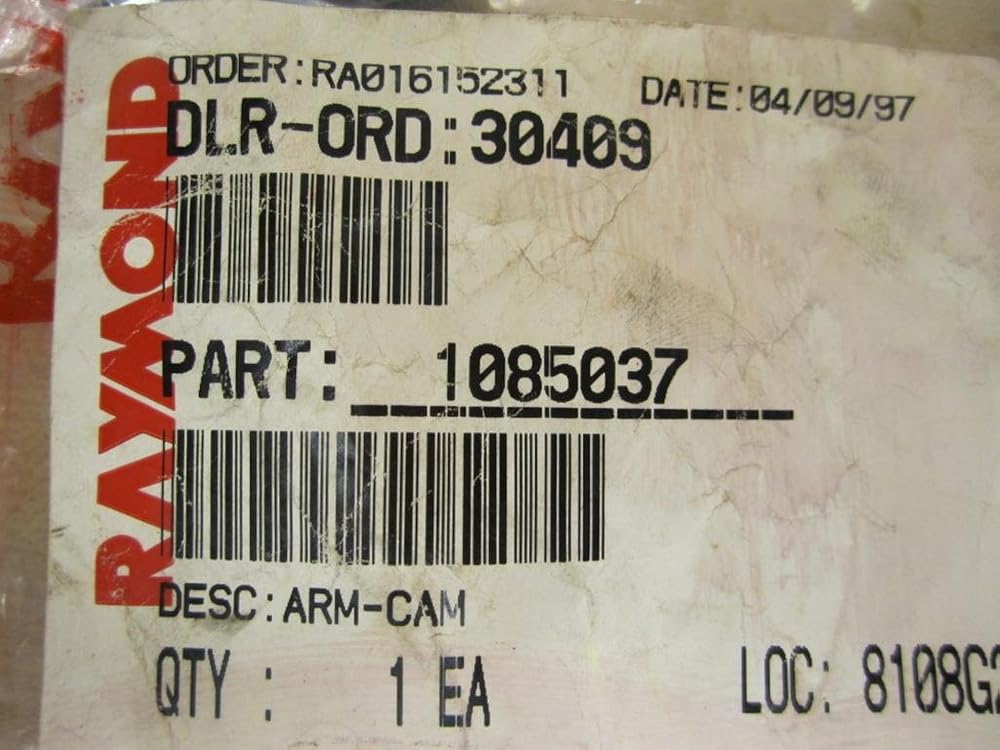 RAYMOND
ORDER:RA016152311 DATE:04/09/97
DLR-ORD:30409
PART: 1085037
DESC:ARM-CAM
QTY : 1 EA LOC: 8108G2